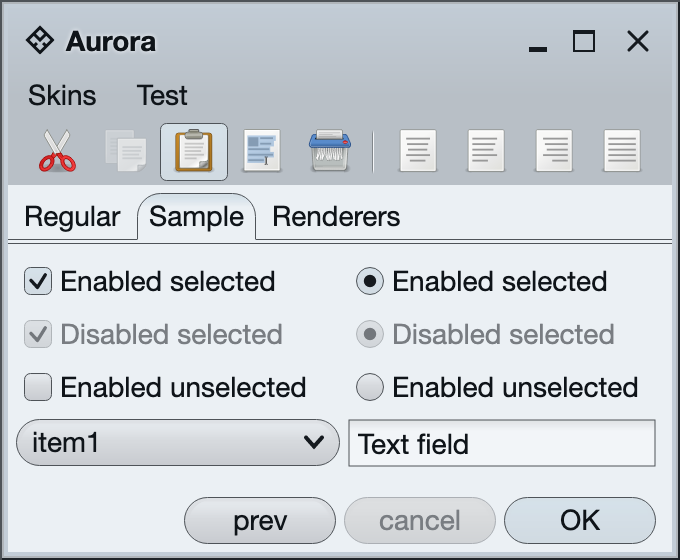 Aurora
Skins Test
Regular Sample Renderers
Enabled selected Enabled selected
Disabled selected Disabled selected
Enabled unselected Enabled unselected
item1 Text field
prev cancel OK